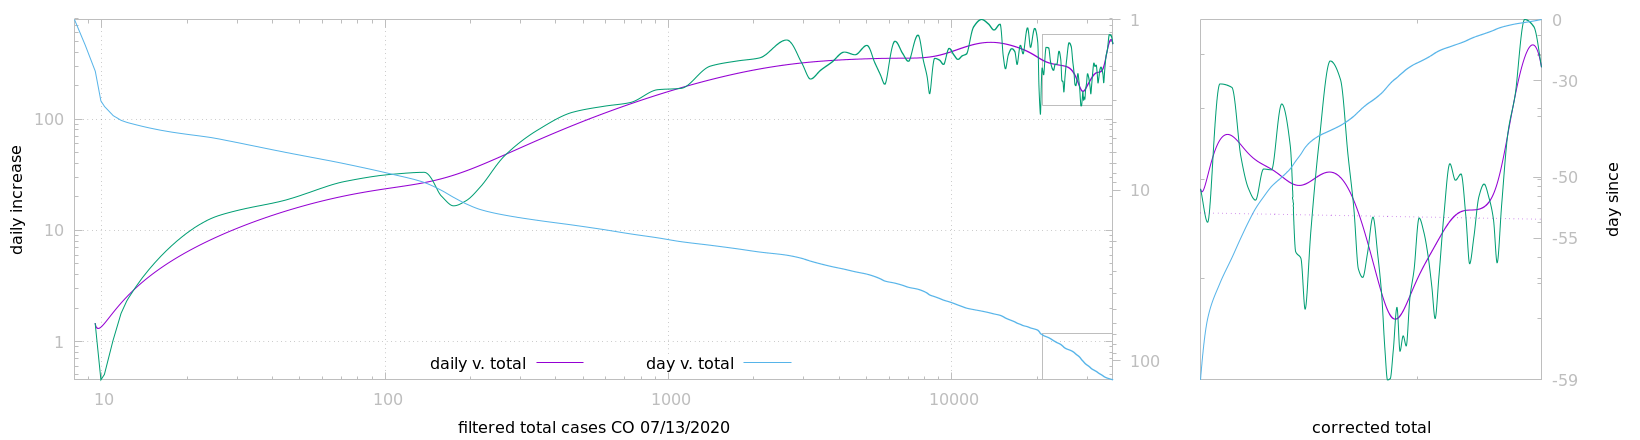 daily increase
100
10
1
10
100
1000
10000
1
10
100
daily v. total
day v. total
filtered total cases CO 07/13/2020
0
-30
-50
-55
-59
day since
corrected total